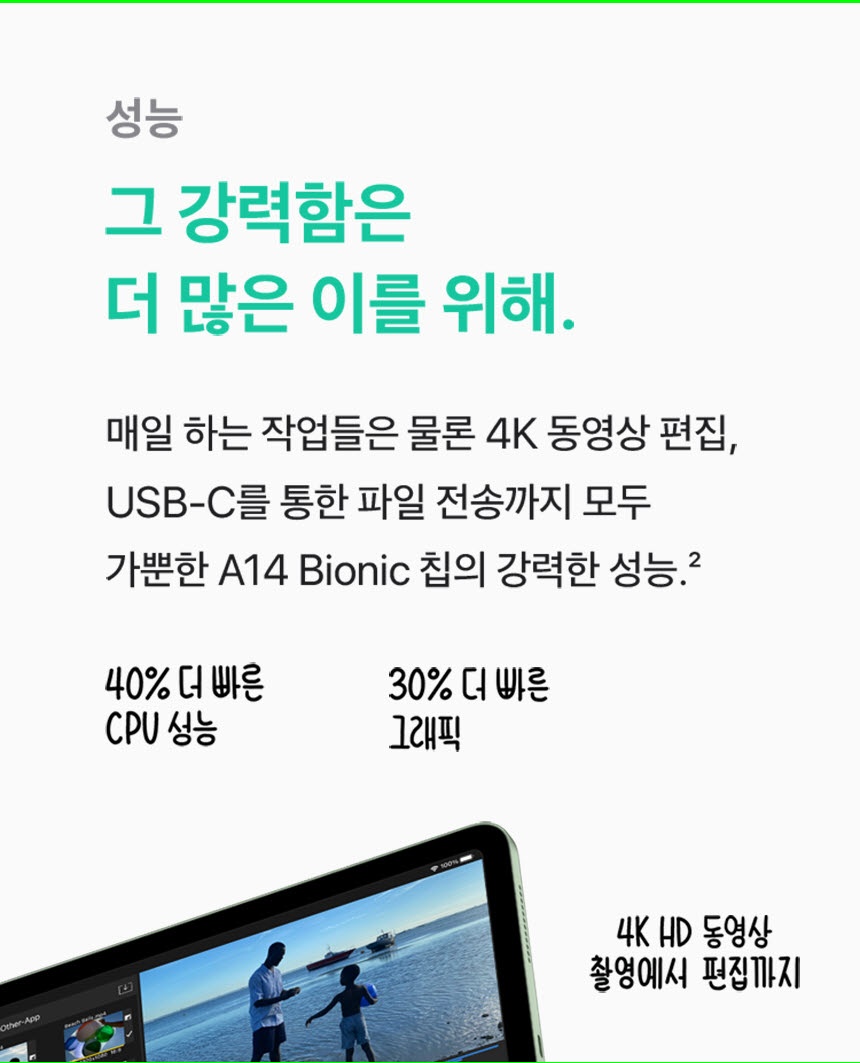 성능
그 강력함은
더 많은 이를 위해.
매일 하는 작업들은 물론 4K 동영상 편집,
USB-C를 통한 파일 전송까지 모두
가뿐한 A14 Bionic 칩의 강력한 성능.²
40% 더 빠른
CPU 성능
30% 더 빠른
그래픽
100%
4K HD 동영상
촬영에서 편집까지
Other-App
Beach Sails.mp4